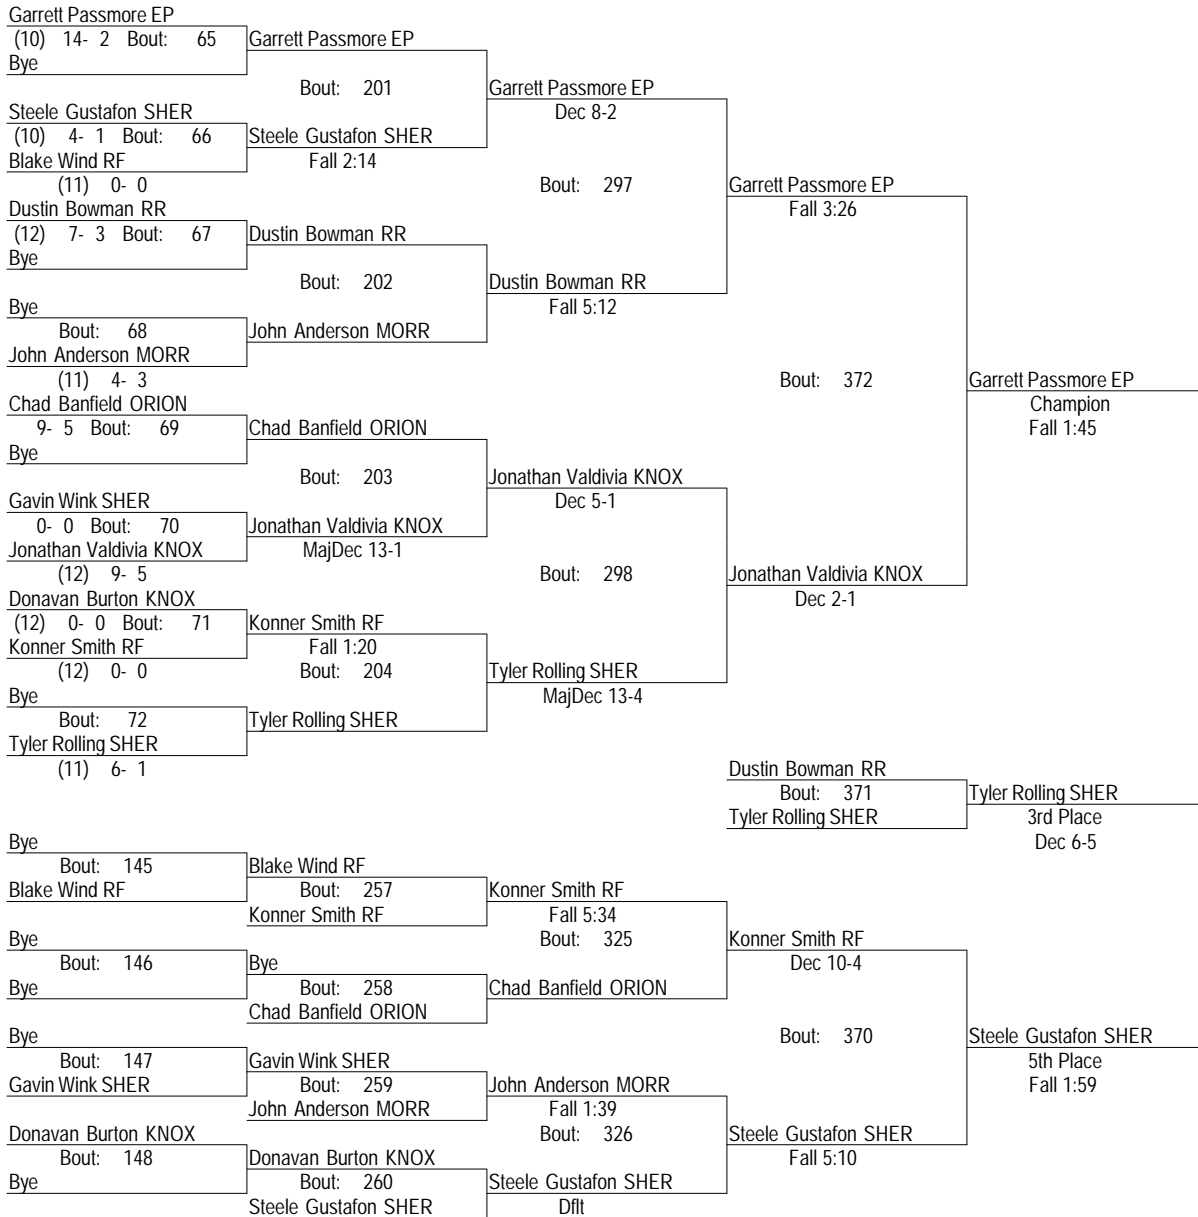 Garrett Passmore EP
(10) 14- 2 Bout: 65 Garrett Passmore EP
Bye
Bout: 201 Garrett Passmore EP
Steele Gustafon SHER Dec 8-2
(10) 4- 1 Bout: 66 Steele Gustafon SHER
Blake Wind RF Fall 2:14
(11) 0- 0 Bout: 297 Garrett Passmore EP
Dustin Bowman RR Fall 3:26
(12) 7- 3 Bout: 67 Dustin Bowman RR
Bye
Bout: 202 Dustin Bowman RR
Bye Fall 5:12
Bout: 68 John Anderson MORR
John Anderson MORR
(11) 4- 3 Bout: 372 Garrett Passmore EP
Chad Banfield ORION Champion
9- 5 Bout: 69 Chad Banfield ORION Fall 1:45
Bye
Bout: 203 Jonathan Valdivia KNOX
Gavin Wink SHER Dec 5-1
0- 0 Bout: 70 Jonathan Valdivia KNOX
Jonathan Valdivia KNOX MajDec 13-1
(12) 9- 5 Bout: 298 Jonathan Valdivia KNOX
Donavan Burton KNOX Dec 2-1
(12) 0- 0 Bout: 71 Konner Smith RF
Konner Smith RF Fall 1:20
(12) 0- 0 Bout: 204 Tyler Rolling SHER
Bye MajDec 13-4
Bout: 72 Tyler Rolling SHER
Tyler Rolling SHER
(11) 6- 1 Dustin Bowman RR
Bout: 371 Tyler Rolling SHER
Tyler Rolling SHER 3rd Place
Bye Dec 6-5
Bout: 145 Blake Wind RF
Blake Wind RF Bout: 257 Konner Smith RF
Konner Smith RF Fall 5:34
Bye Bout: 325 Konner Smith RF
Bout: 146 Bye Dec 10-4
Bye Bout: 258 Chad Banfield ORION
Chad Banfield ORION
Bye Bout: 370 Steele Gustafon SHER
Bout: 147 Gavin Wink SHER 5th Place
Gavin Wink SHER Bout: 259 John Anderson MORR Fall 1:59
John Anderson MORR Fall 1:39
Donavan Burton KNOX Bout: 326 Steele Gustafon SHER
Bout: 148 Donavan Burton KNOX Fall 5:10
Bye Bout: 260 Steele Gustafon SHER
Steele Gustafon SHER Dflt